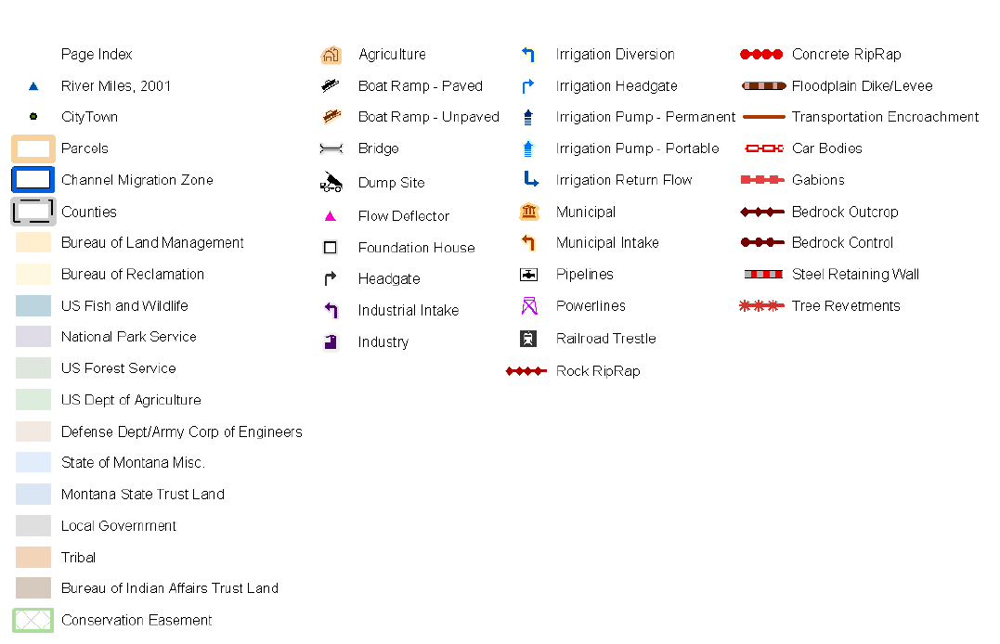 Page Index
River Miles, 2001
CityTown
Parcels
Channel Migration Zone
Counties
Bureau of Land Management
Bureau of Reclamation
US Fish and Wildlife
National Park Service
US Forest Service
US Dept of Agriculture
Defense Dept/Army Corp of Engineers
State of Montana Misc.
Montana State Trust Land
Local Government
Tribal
Bureau of Indian Affairs Trust Land
Conservation Easement
Agriculture
Boat Ramp - Paved
Boat Ramp - Unpaved
Bridge
Dump Site
Flow Deflector
Foundation House
Headgate
Industrial Intake
Industry
Irrigation Diversion
Irrigation Headgate
Irrigation Pump - Permanent
Irrigation Pump - Portable
Irrigation Return Flow
Municipal
Municipal Intake
Pipelines
Powerlines
Railroad Trestle
Rock RipRap
Concrete RipRap
Floodplain Dike/Levee
Transportation Encroachment
Car Bodies
Gabions
Bedrock Outcrop
Bedrock Control
Steel Retaining Wall
Tree Revetments